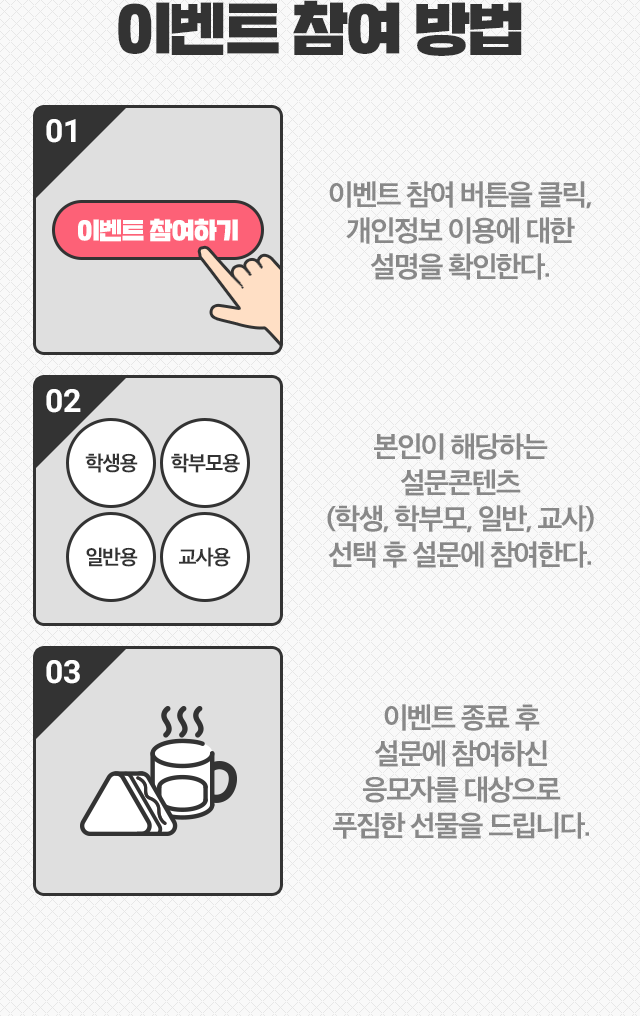 이벤트 참여 방법
01
이벤트 참여하기
이벤트 참여 버튼을 클릭,
개인정보 이용에 대한
설명을 확인한다.
02
학생용 학부모용
일반용 교사용
본인이 해당하는
설문콘텐츠
(학생, 학부모, 일반, 교사)
선택 후 설문에 참여한다.
03
이벤트 종료 후
설문에 참여하신
응모자를 대상으로
푸짐한 선물을 드립니다.